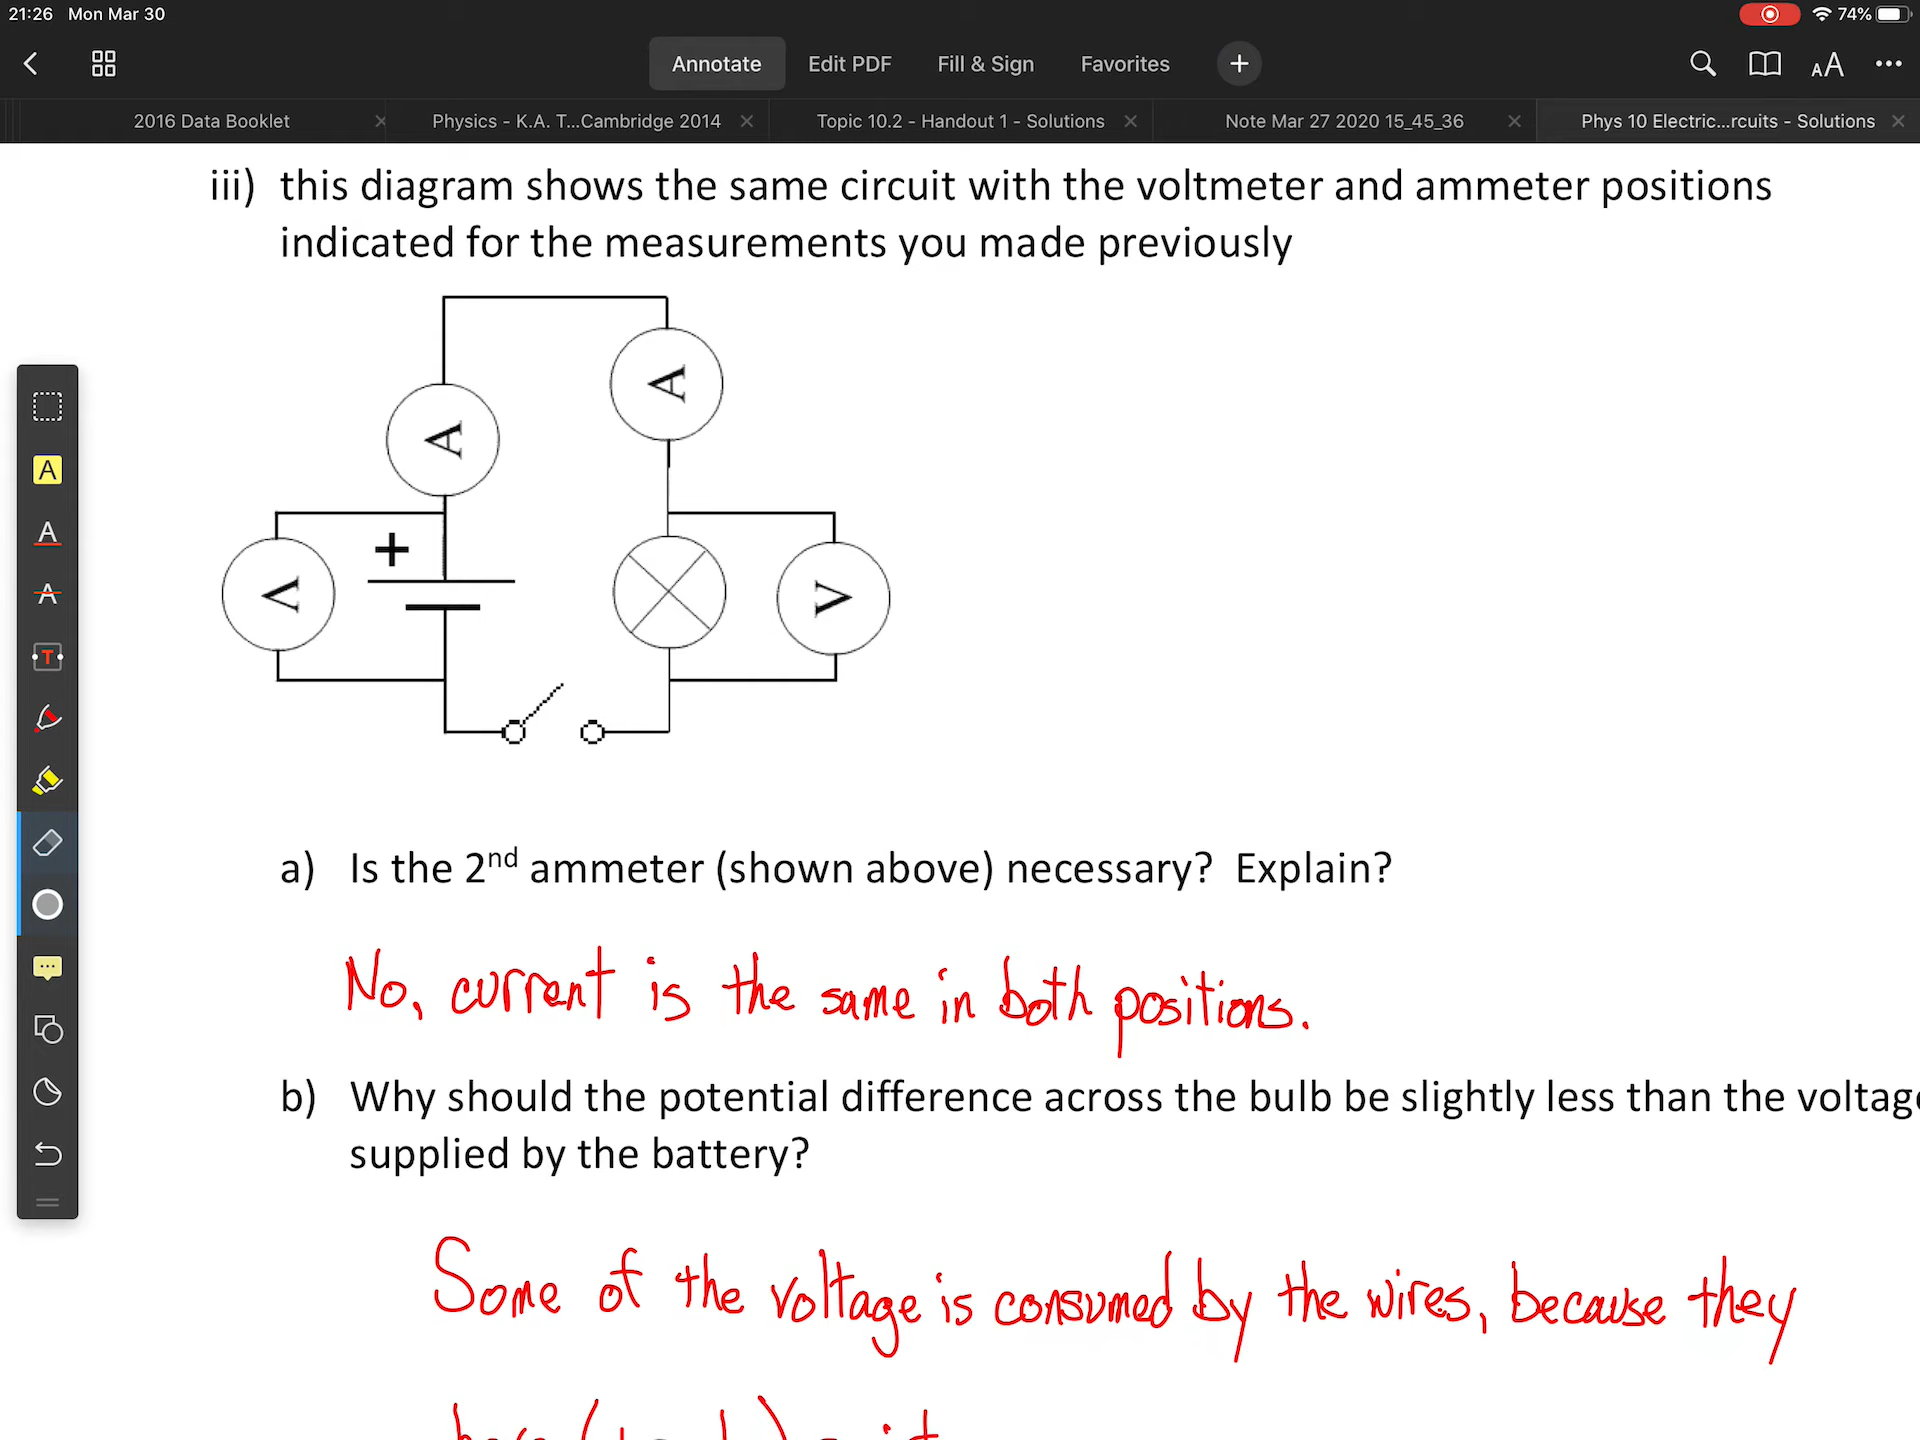 21:26 Mon Mar 30
74%
Annotate Edit PDF Fill & Sign Favorites
2016 Data Booklet
Physics - K.A. T...Cambridge 2014
Topic 10.2 - Handout 1 - Solutions
Note Mar 27 2020 15_45_36
Phys 10 Electric...rcuits - Solutions
iii) this diagram shows the same circuit with the voltmeter and ammeter positions
indicated for the measurements you made previously
A
A
+
V
V
a) Is the 2nd ammeter (shown above) necessary? Explain?
No, current is the same in both positions.
b) Why should the potential difference across the bulb be slightly less than the voltage
supplied by the battery?
Some of the voltage is consumed by the wires, because they